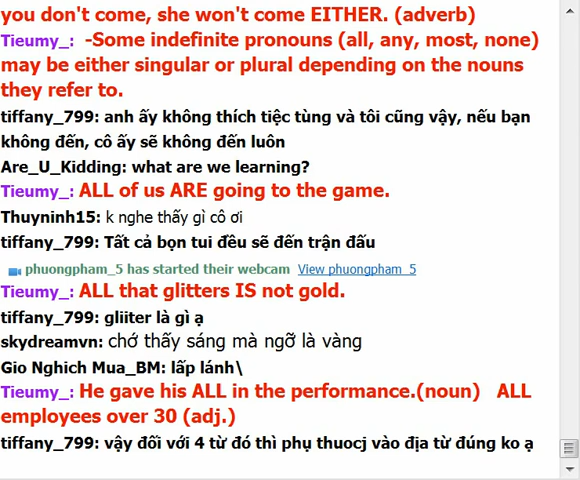 you don't come, she won't come EITHER. (adverb)
Tieumy_: -Some indefinite pronouns (all, any, most, none)
may be either singular or plural depending on the nouns
they refer to.
tiffany_799: anh ấy không thích tiệc tùng và tôi cũng vậy, nếu bạn
không đến, cô ấy sẽ không đến luôn
Are_U_Kidding: what are we learning?
Tieumy_: ALL of us ARE going to the game.
Thuyninh15: k nghe thấy gì cô ơi
tiffany_799: Tất cả bọn tui đều sẽ đến trận đấu
phuongpham_5 has started their webcam View phuongpham_5
Tieumy_: ALL that glitters IS not gold.
tiffany_799: gliiter là gì ạ
skydreamvn: chớ thấy sáng mà ngỡ là vàng
Gio Nghich Mua_BM: lấp lánh\
Tieumy_: He gave his ALL in the performance.(noun) ALL
employees over 30 (adj.)
tiffany_799: vậy đối với 4 từ đó thì phụ thuocj vào địa từ đúng ko ạ